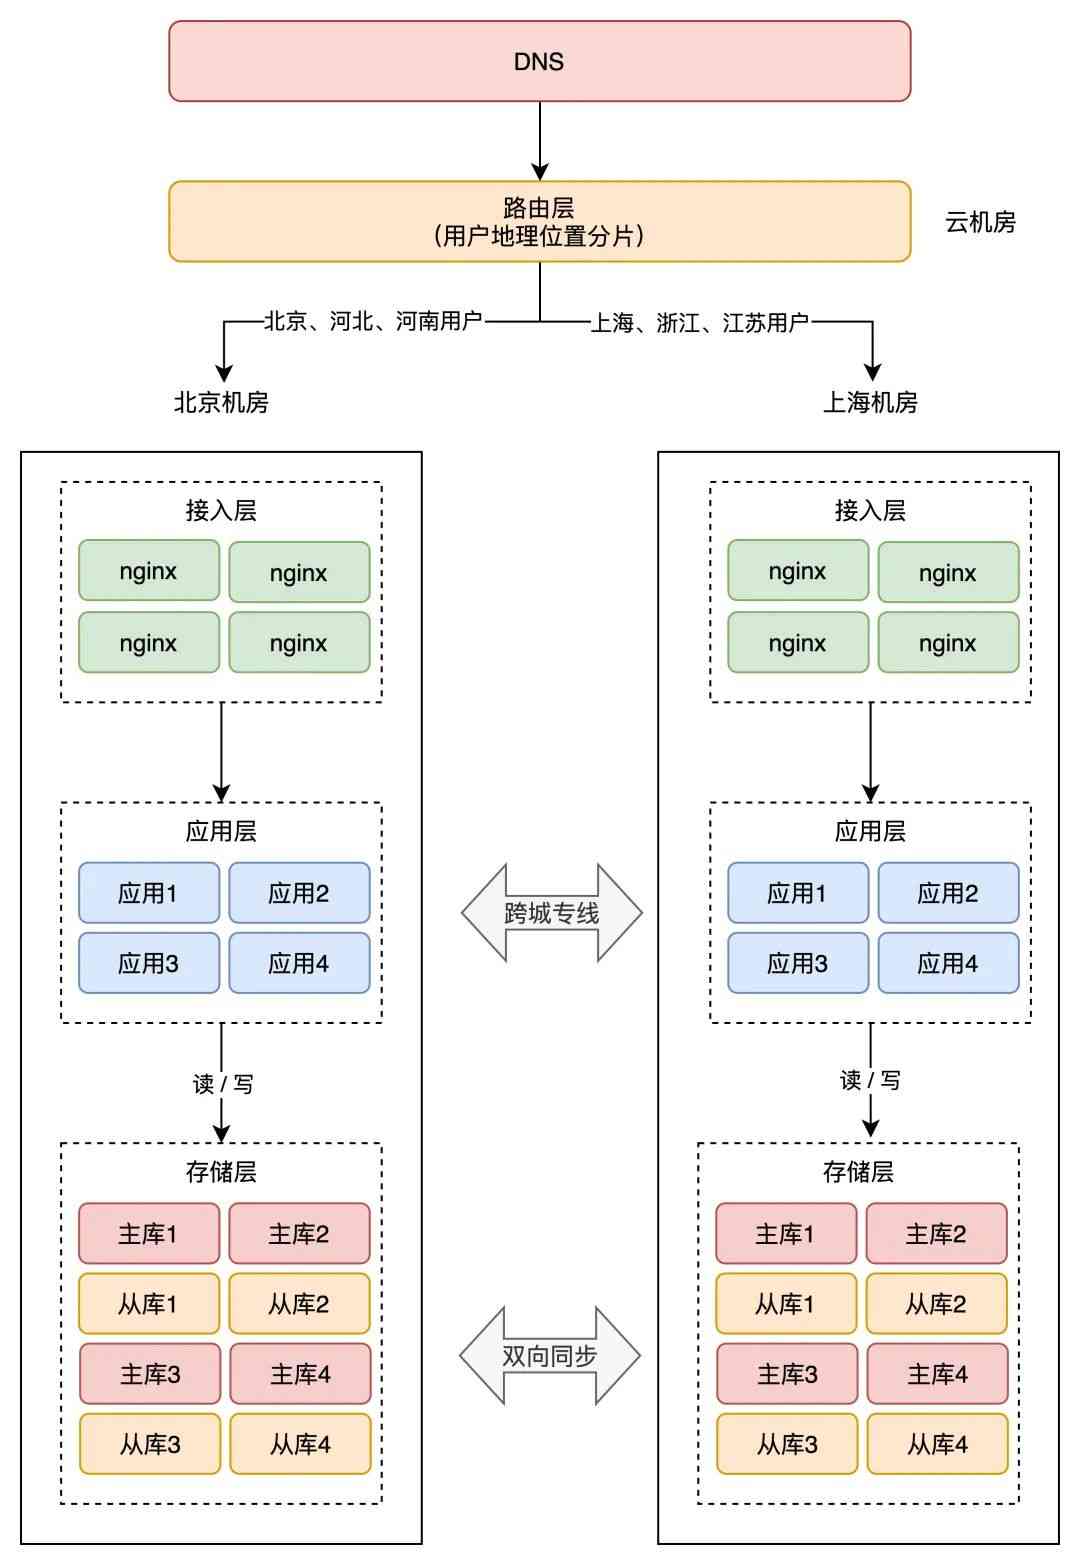 DNS
路由层
（用户地理位置分片）
云机房
北京、河北、河南用户
上海、浙江、江苏用户
北京机房
上海机房
接入层
nginx
nginx
nginx
nginx
应用层
应用1
应用2
应用3
应用4
读 / 写
存储层
主库1
主库2
从库1
从库2
主库3
主库4
从库3
从库4
跨城专线
双向同步
接入层
nginx
nginx
nginx
nginx
应用层
应用1
应用2
应用3
应用4
读 / 写
存储层
主库1
主库2
从库1
从库2
主库3
主库4
从库3
从库4